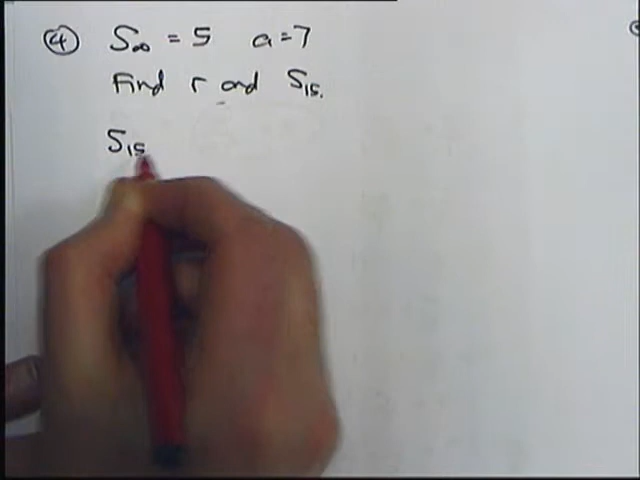 ④ S∞ = 5 a=7
Find r and S15.
S15